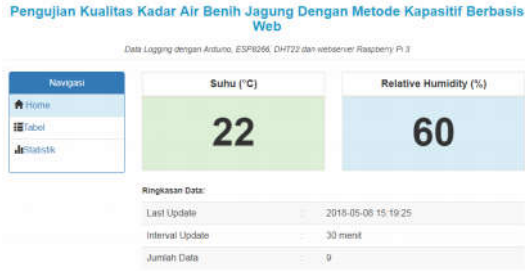 Pengujian Kualitas Kadar Air Benih Jagung Dengan Metode Kapasitif Berbasis
Web
Data Logging dengan Arduino, ESP8266, DHT22 dan webserver Raspberry Pi 3
Navigasi
Home
Tabel
Statistik
Suhu (°C)
22
Relative Humidity (%)
60
Ringkasan Data:
Last Update : 2018-05-08 15:19:25
Interval Update : 30 menit
Jumlah Data : 9